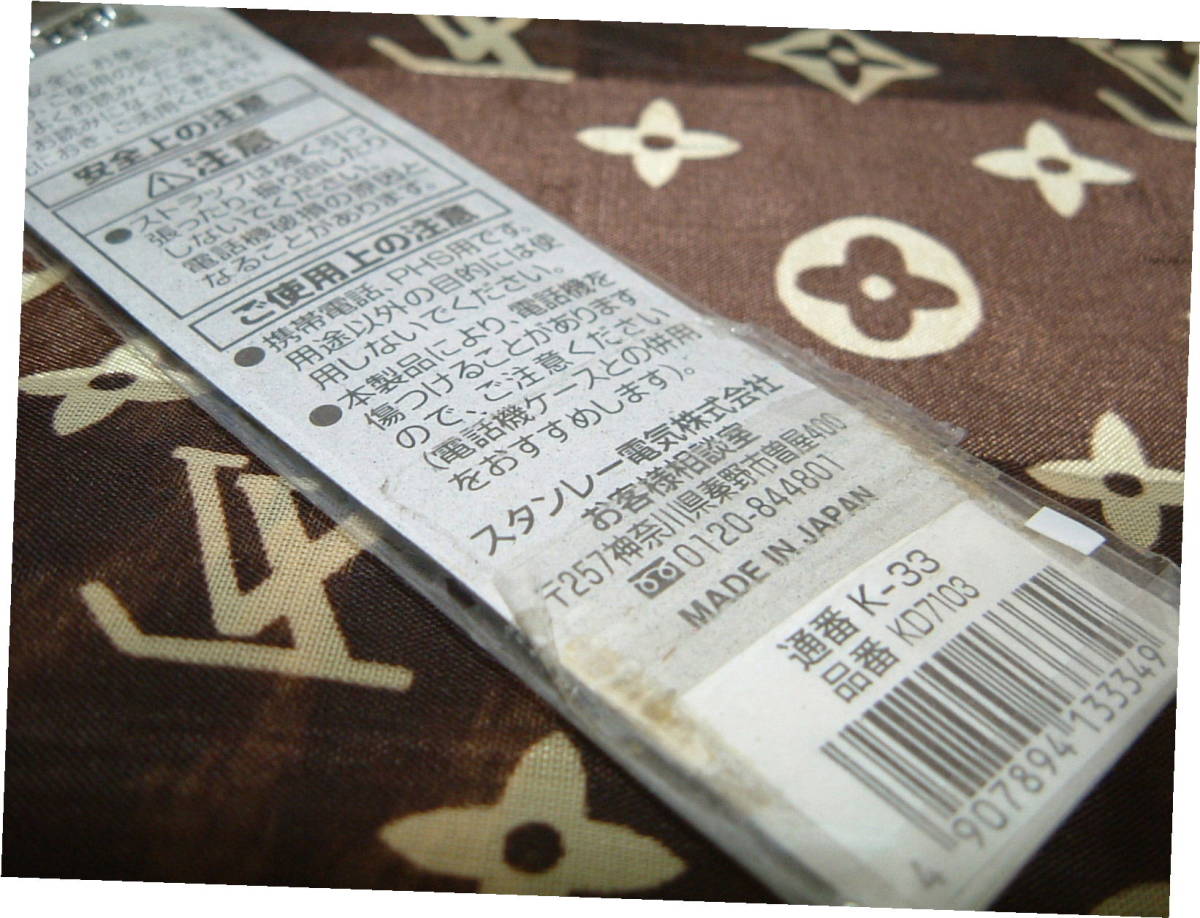 安全上の注意
⚠注意
●ストラップは強く引っ
張ったり、振り回したり
しないでください。
電話機破損の原因と
なることがあります。
ご使用上の注意
●携帯電話、PHS用です。
用途以外の目的には使
用しないでください。
●本製品により、電話機を
傷つけることがあります
ので、ご注意ください
(電話機ケースとの併用
をおすすめします)。
スタンレー電気株式会社
お客様相談室
〒257神奈川県秦野市曽屋400
0120-844801
MADE IN JAPAN
通番 K-33
品番 KD7103
4 907894 133349